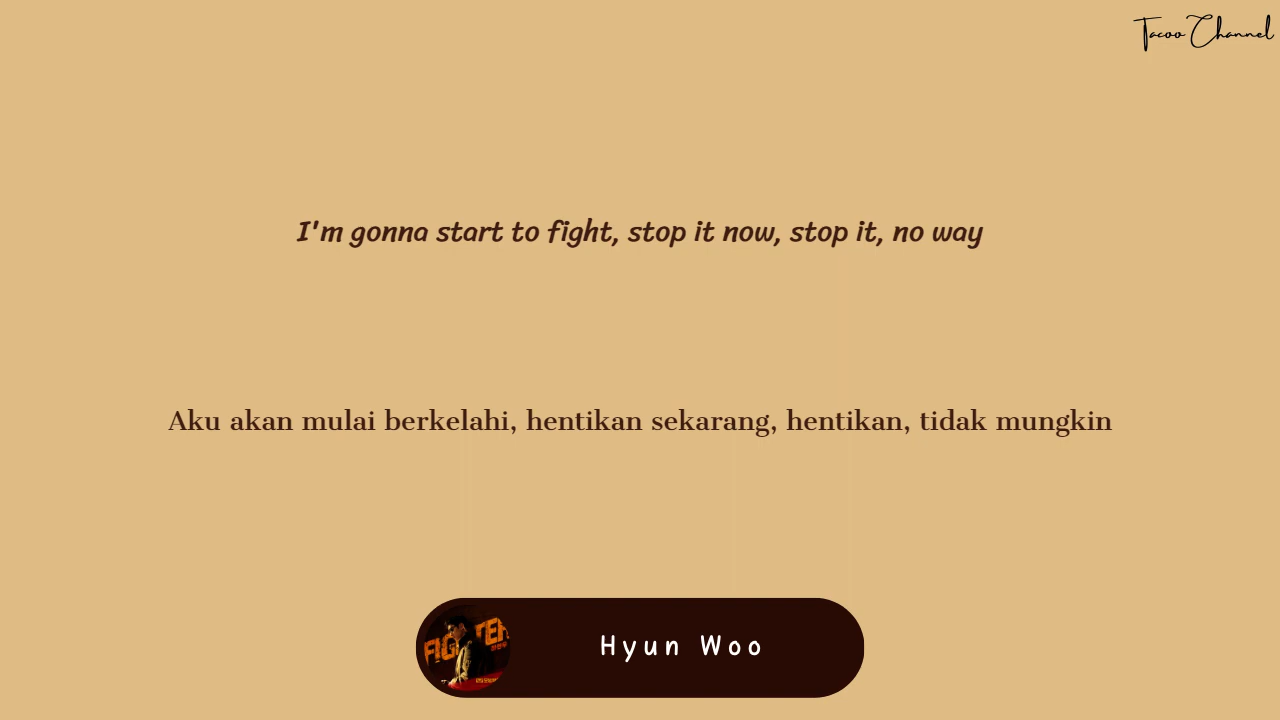 Tacoo Channel
I'm gonna start to fight, stop it now, stop it, no way
Aku akan mulai berkelahi, hentikan sekarang, hentikan, tidak mungkin
FIGHTER
Hyun Woo